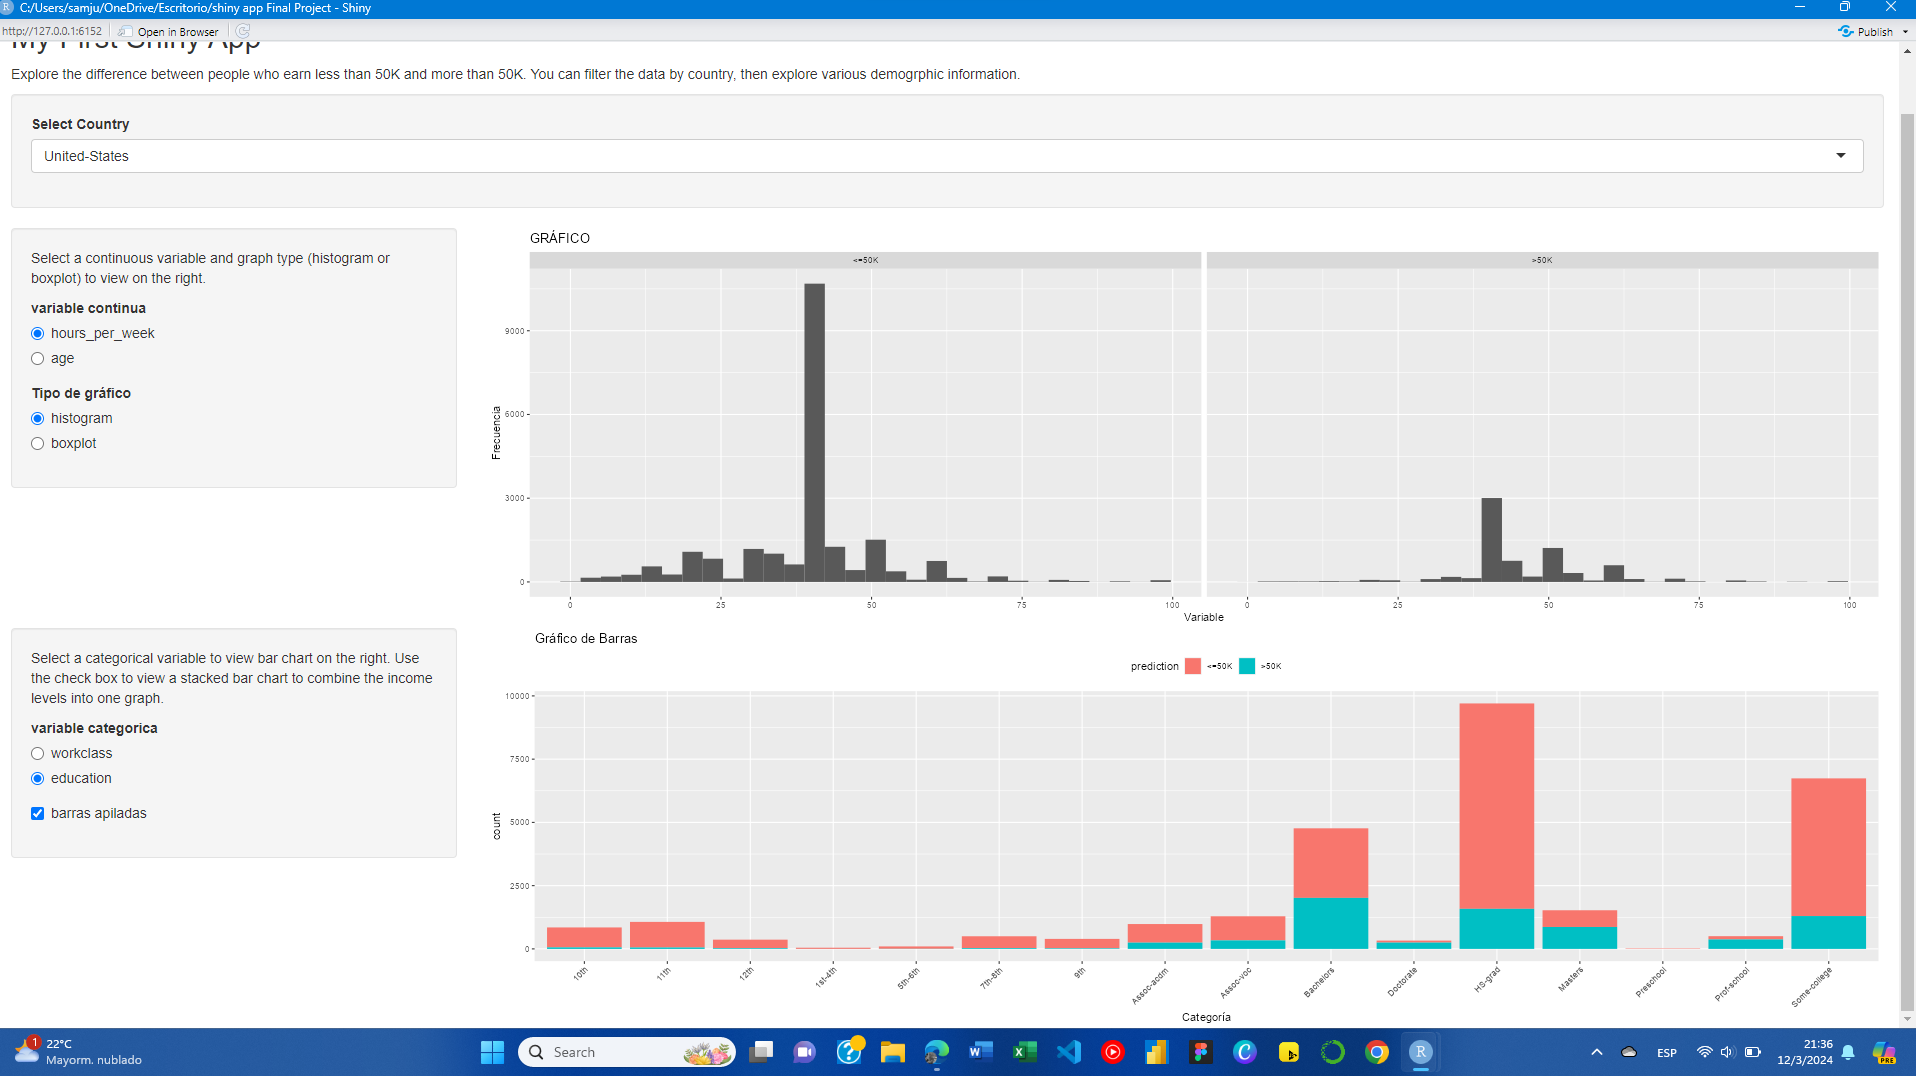 C:/Users/samju/OneDrive/Escritorio/shiny app Final Project - Shiny
http://127.0.0.1:6152
Open in Browser
Publish
My First Shiny App
Explore the difference between people who earn less than 50K and more than 50K. You can filter the data by country, then explore various demogrphic information.
Select Country
United-States
Select a continuous variable and graph type (histogram or
boxplot) to view on the right.
variable continua
hours_per_week
age
Tipo de gráfico
histogram
boxplot
GRÁFICO
<=50K
>50K
Frecuencia
9000
6000
3000
0
0 25 50 75 100
0 25 50 75 100
Variable
Select a categorical variable to view bar chart on the right. Use
the check box to view a stacked bar chart to combine the income
levels into one graph.
variable categorica
workclass
education
barras apiladas
Gráfico de Barras
prediction <=50K >50K
count
10000
7500
5000
2500
0
10th 11th 12th 1st-4th 5th-6th 7th-8th 9th Assoc-acdm Assoc-voc Bachelors Doctorate HS-grad Masters Preschool Prof-school Some-college
Categoría
1
22°C
Mayorm. nublado
Search
ESP
21:36
12/3/2024
PRE